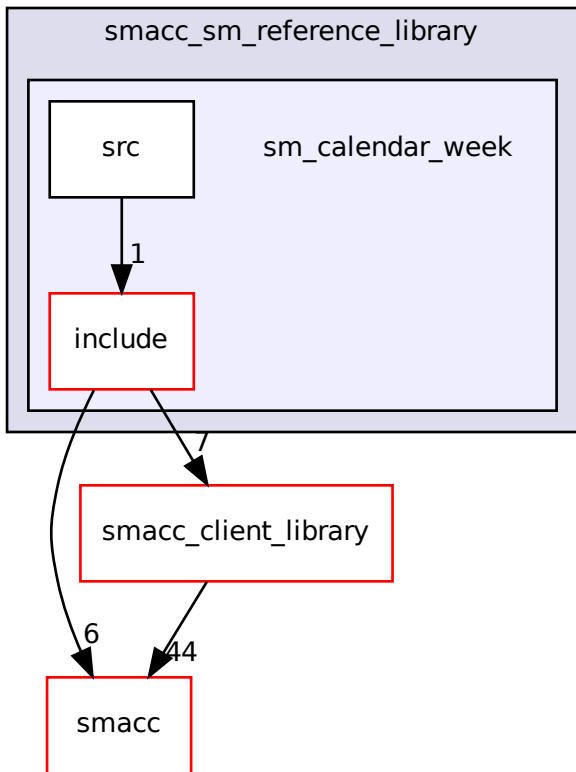 smacc_sm_reference_library
src
sm_calendar_week
1
include
7
smacc_client_library
6
44
smacc